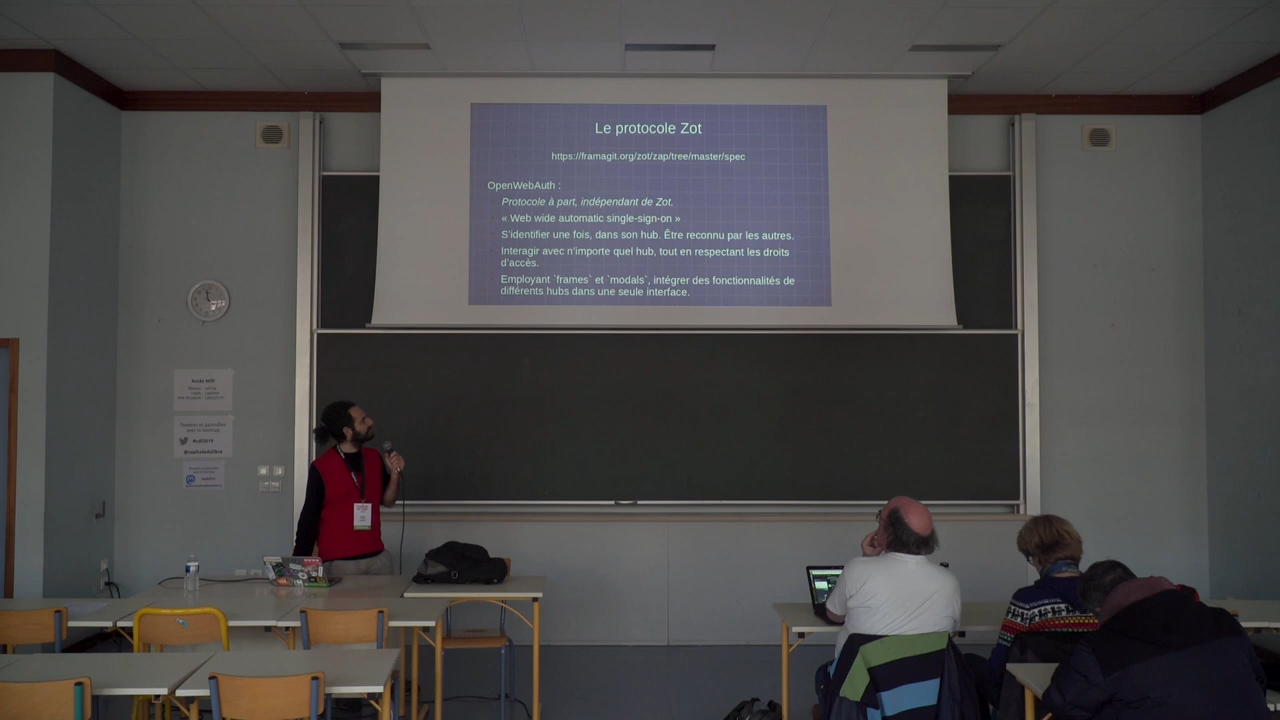 Le protocole Zot
https://framagit.org/zot/zap/tree/master/spec
OpenWebAuth :
Protocole à part, indépendant de Zot.
« Web wide automatic single-sign-on »
S'identifier une fois, dans son hub. Être reconnu par les autres.
Interagir avec n'importe quel hub, tout en respectant les droits
d'accès.
Employant `frames` et `modals`, intégrer des fonctionnalités de
différents hubs dans une seule interface.